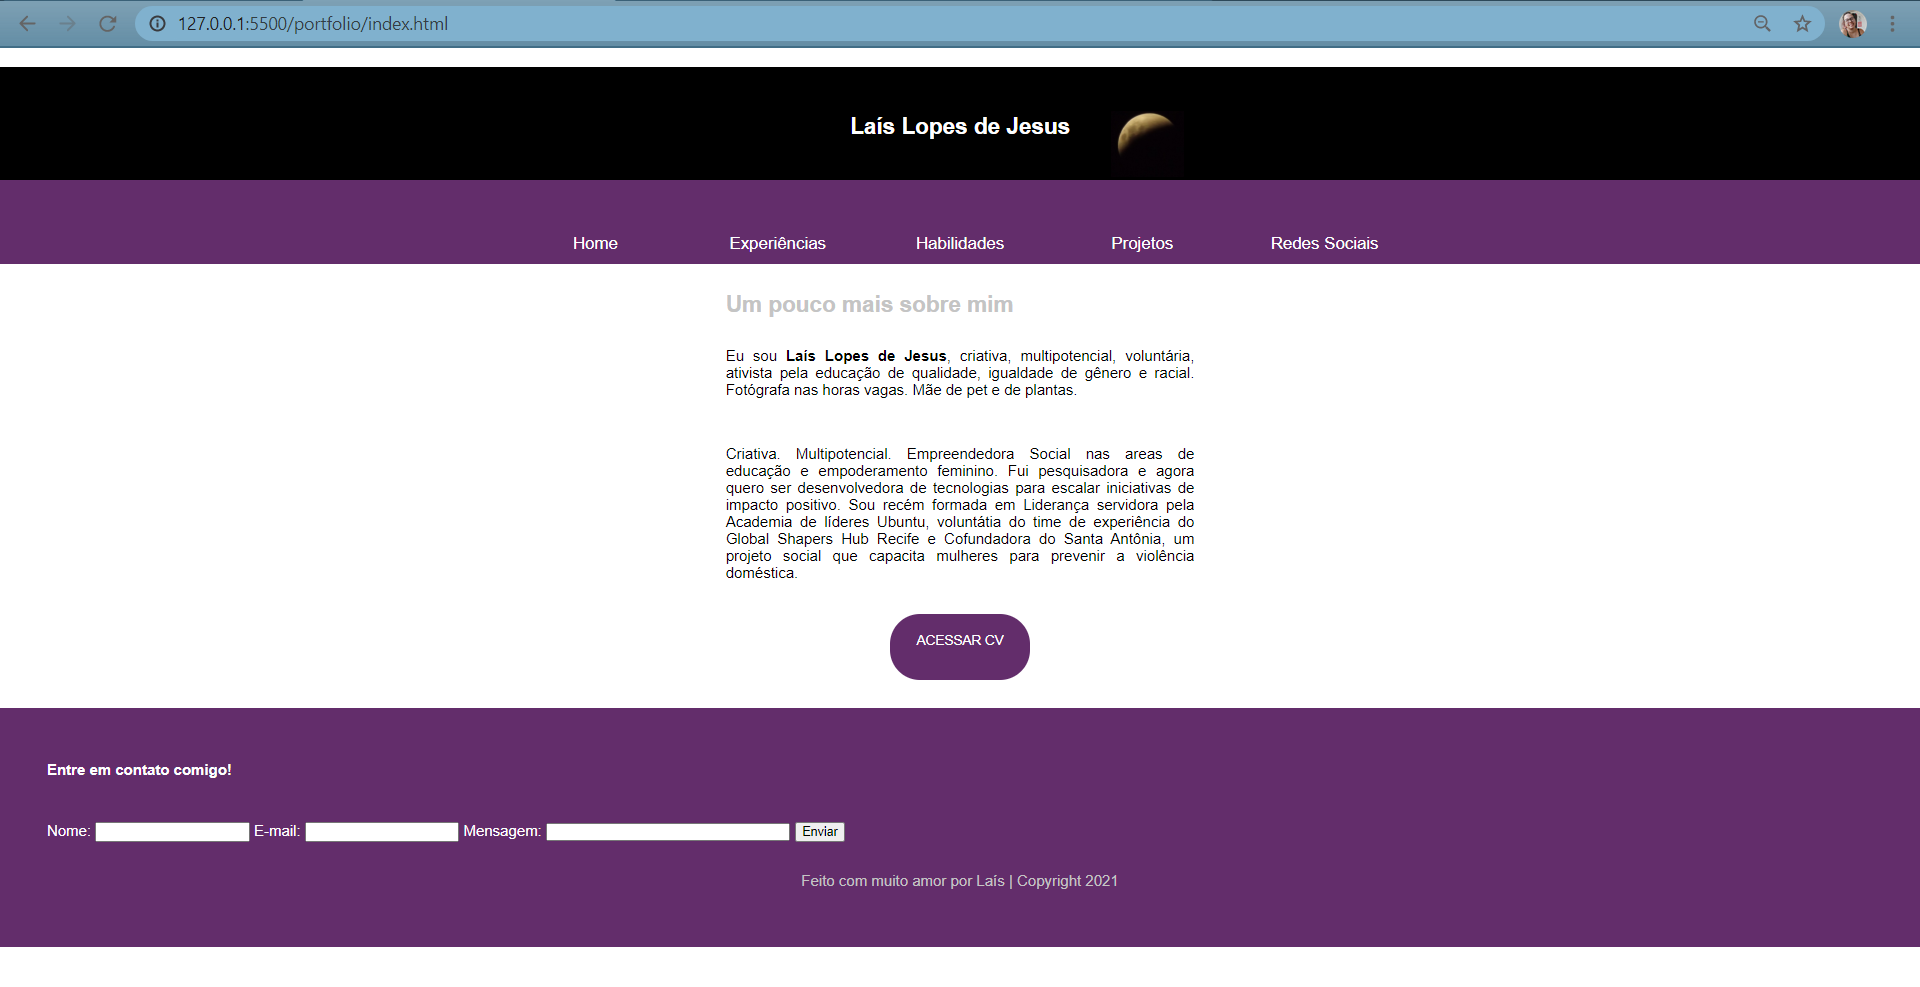 127.0.0.1:5500/portfolio/index.html
Laís Lopes de Jesus
Home Experiências Habilidades Projetos Redes Sociais
Um pouco mais sobre mim
Eu sou Laís Lopes de Jesus, criativa, multipotencial, voluntária,
ativista pela educação de qualidade, igualdade de gênero e racial.
Fotógrafa nas horas vagas. Mãe de pet e de plantas.
Criativa. Multipotencial. Empreendedora Social nas areas de
educação e empoderamento feminino. Fui pesquisadora e agora
quero ser desenvolvedora de tecnologias para escalar iniciativas de
impacto positivo. Sou recém formada em Liderança servidora pela
Academia de líderes Ubuntu, voluntátia do time de experiência do
Global Shapers Hub Recife e Cofundadora do Santa Antônia, um
projeto social que capacita mulheres para prevenir a violência
doméstica.
ACESSAR CV
Entre em contato comigo!
Nome: E-mail: Mensagem: Enviar
Feito com muito amor por Laís | Copyright 2021